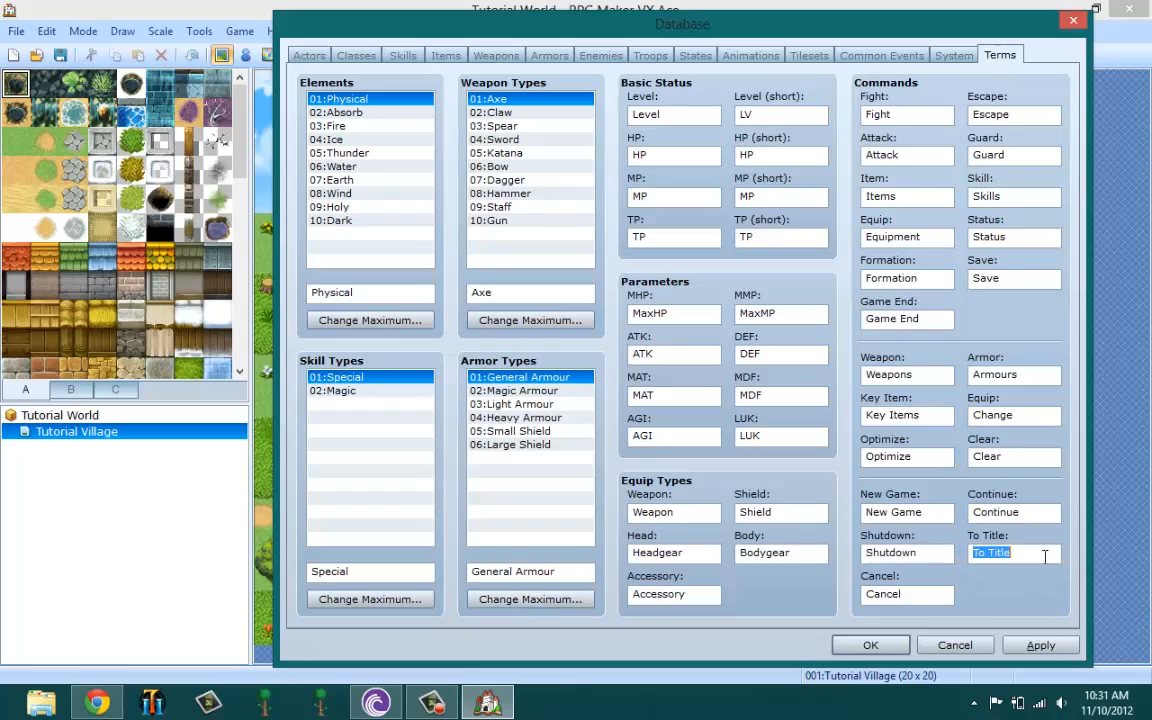 Tutorial World - RPG Maker VX Ace
Database
File Edit Mode Draw Scale Tools Game
Actors Classes Skills Items Weapons Armors Enemies Troops States Animations Tilesets Common Events System Terms
Elements
01:Physical
02:Absorb
03:Fire
04:Ice
05:Thunder
06:Water
07:Earth
08:Wind
09:Holy
10:Dark
Physical
Change Maximum...
Weapon Types
01:Axe
02:Claw
03:Spear
04:Sword
05:Katana
06:Bow
07:Dagger
08:Hammer
09:Staff
10:Gun
Axe
Change Maximum...
Skill Types
01:Special
02:Magic
Special
Change Maximum...
Armor Types
01:General Armour
02:Magic Armour
03:Light Armour
04:Heavy Armour
05:Small Shield
06:Large Shield
General Armour
Change Maximum...
Basic Status
Level: Level (short):
Level LV
HP: HP (short):
HP HP
MP: MP (short):
MP MP
TP: TP (short):
TP TP
Parameters
MHP: MMP:
MaxHP MaxMP
ATK: DEF:
ATK DEF
MAT: MDF:
MAT MDF
AGI: LUK:
AGI LUK
Equip Types
Weapon: Shield:
Weapon Shield
Head: Body:
Headgear Bodygear
Accessory:
Accessory
Commands
Fight: Escape:
Fight Escape
Attack: Guard:
Attack Guard
Item: Skill:
Items Skills
Equip: Status:
Equipment Status
Formation: Save:
Formation Save
Game End:
Game End
Weapon: Armor:
Weapons Armours
Key Item: Equip:
Key Items Change
Optimize: Clear:
Optimize Clear
New Game: Continue:
New Game Continue
Shutdown: To Title:
Shutdown To Title
Cancel:
Cancel
OK Cancel Apply
A B C
Tutorial World
Tutorial Village
001:Tutorial Village (20 x 20)
10:31 AM
11/10/2012